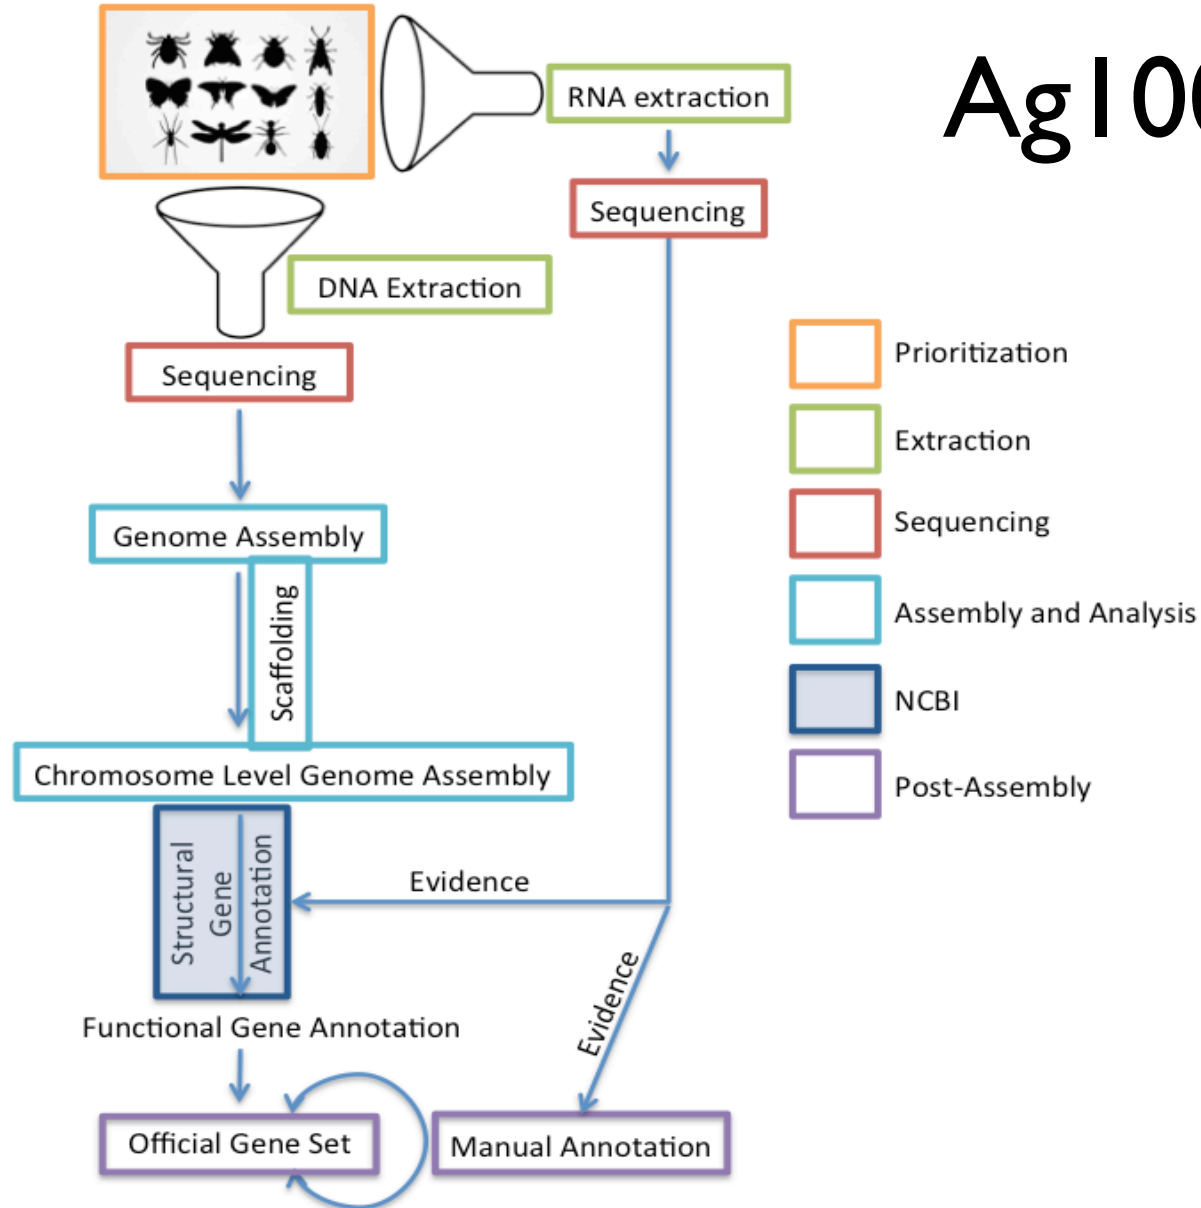 Ag100
RNA extraction
Sequencing
DNA Extraction
Sequencing
Genome Assembly
Scaffolding
Chromosome Level Genome Assembly
Structural
Gene
Annotation
Evidence
Evidence
Functional Gene Annotation
Official Gene Set
Manual Annotation
Prioritization
Extraction
Sequencing
Assembly and Analysis
NCBI
Post-Assembly